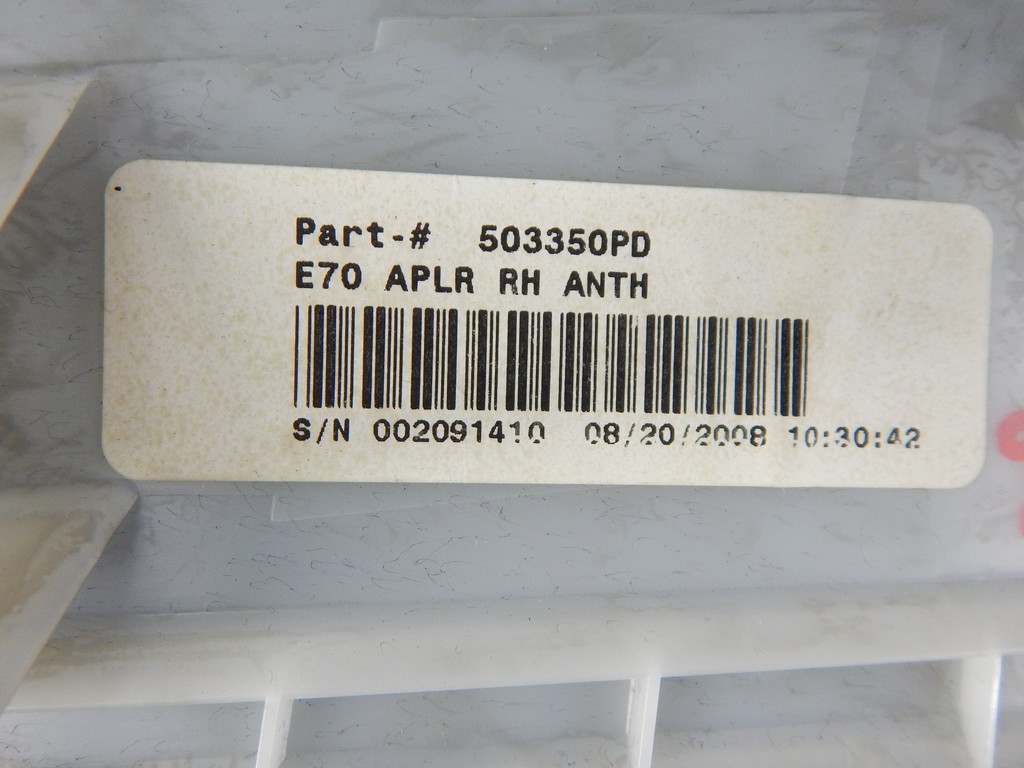 Part-# 503350PD
E70 APLR RH ANTH
S/N 002091410 08/20/2008 10:30:42